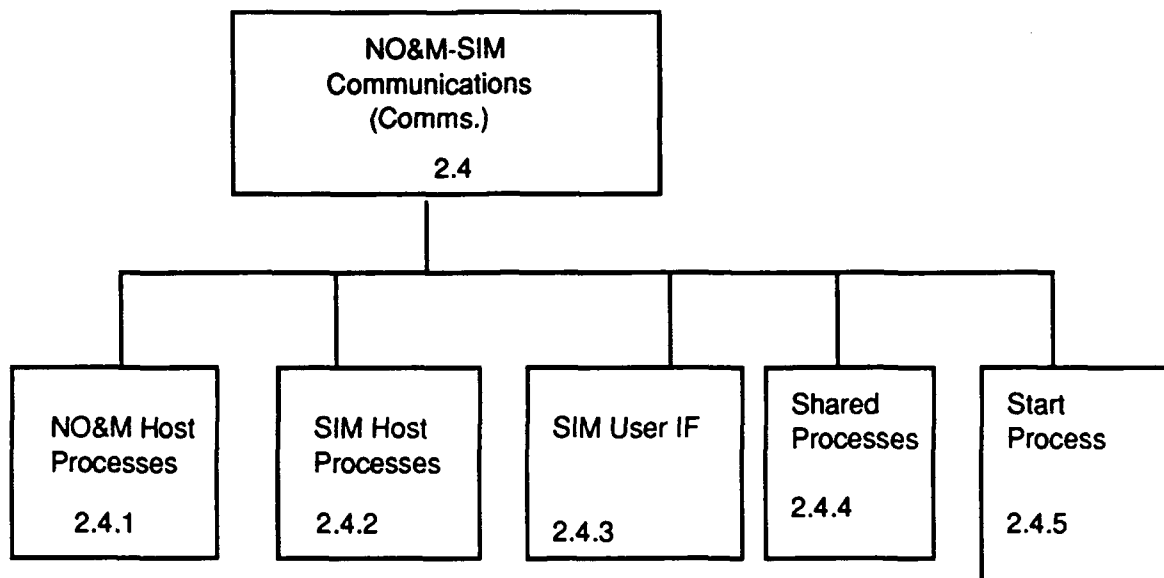 NO&M-SIM
Communications
(Comms.)
2.4
NO&M Host
Processes
2.4.1
SIM Host
Processes
2.4.2
SIM User IF
2.4.3
Shared
Processes
2.4.4
Start
Process
2.4.5